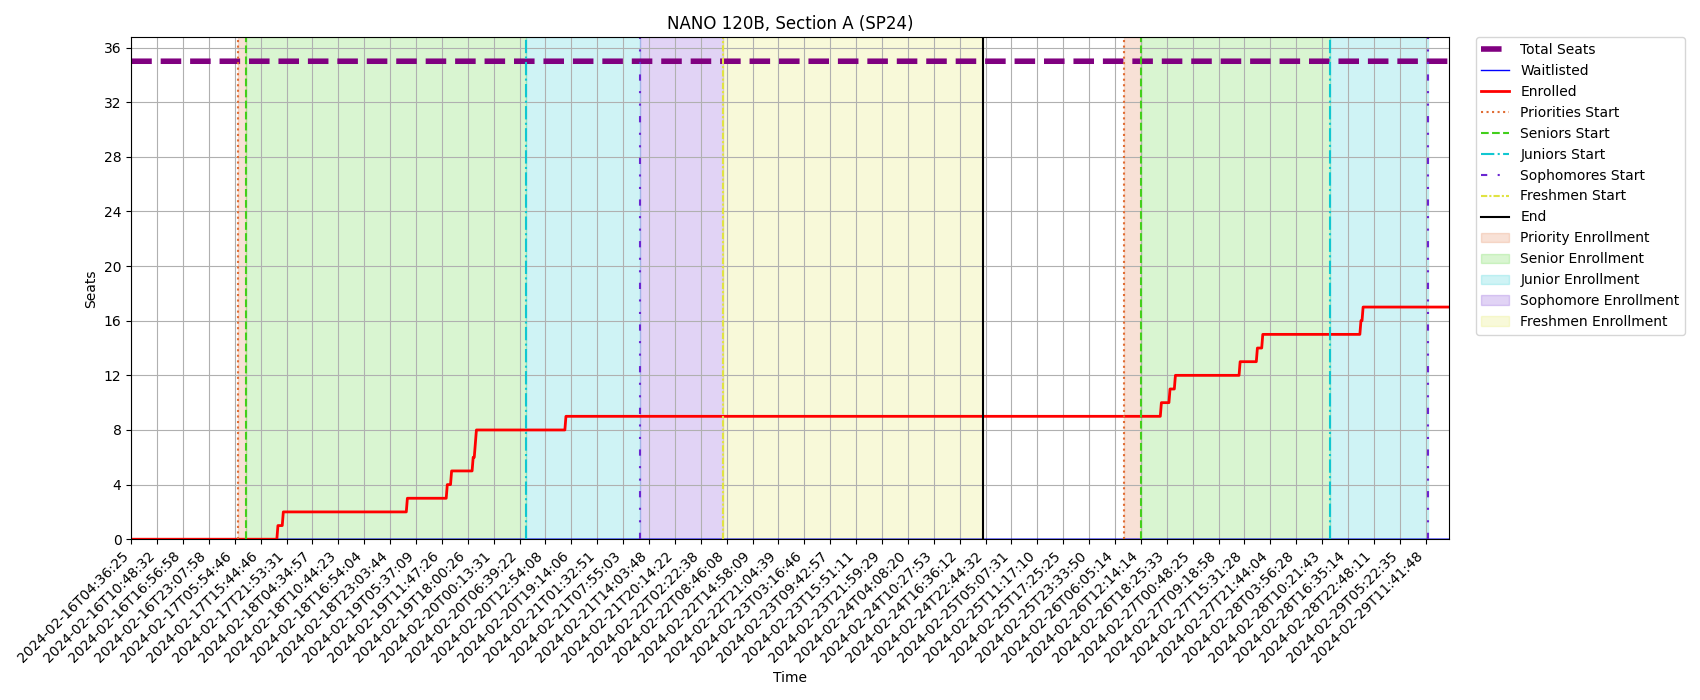 NANO 120B, Section A (SP24)
36
32
28
24
20
16
12
8
4
0
Seats
2024-02-16T04:36:25
2024-02-16T10:48:32
2024-02-16T16:56:58
2024-02-16T23:07:58
2024-02-17T05:54:46
2024-02-17T15:44:46
2024-02-17T21:53:31
2024-02-18T04:34:57
2024-02-18T10:44:23
2024-02-18T16:54:04
2024-02-18T23:03:44
2024-02-19T05:37:09
2024-02-19T11:47:26
2024-02-19T18:00:26
2024-02-20T00:13:31
2024-02-20T06:39:22
2024-02-20T12:54:08
2024-02-20T19:14:06
2024-02-21T01:32:51
2024-02-21T07:55:03
2024-02-21T14:03:48
2024-02-21T20:14:22
2024-02-22T02:22:38
2024-02-22T08:46:08
2024-02-22T14:58:09
2024-02-22T21:04:39
2024-02-23T03:16:46
2024-02-23T09:42:57
2024-02-23T15:51:11
2024-02-23T21:59:29
2024-02-24T04:08:20
2024-02-24T10:27:53
2024-02-24T16:36:12
2024-02-24T22:44:32
2024-02-25T05:07:31
2024-02-25T11:17:10
2024-02-25T17:25:25
2024-02-25T23:33:50
2024-02-26T06:05:14
2024-02-26T12:14:14
2024-02-26T18:25:33
2024-02-27T00:48:25
2024-02-27T09:18:58
2024-02-27T15:31:28
2024-02-27T21:44:04
2024-02-28T03:56:28
2024-02-28T10:21:43
2024-02-28T16:35:14
2024-02-28T22:48:11
2024-02-29T05:22:35
2024-02-29T11:41:48
Time
Total Seats
Waitlisted
Enrolled
Priorities Start
Seniors Start
Juniors Start
Sophomores Start
Freshmen Start
End
Priority Enrollment
Senior Enrollment
Junior Enrollment
Sophomore Enrollment
Freshmen Enrollment